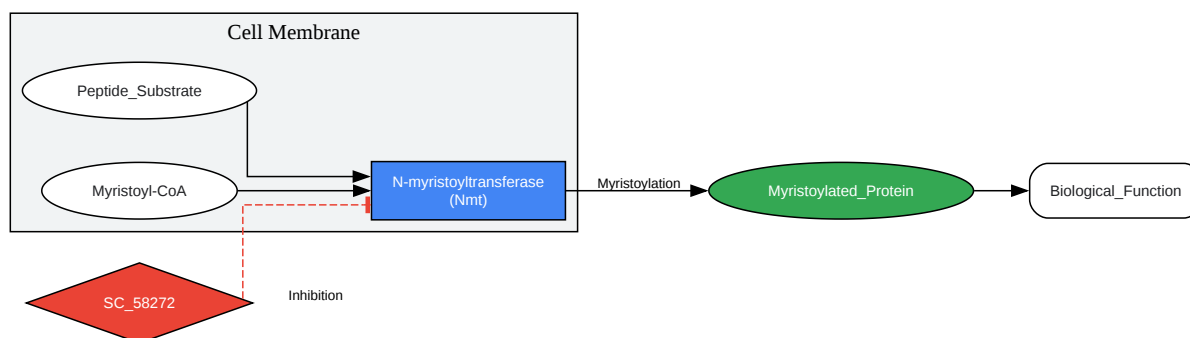 Cell Membrane
Peptide_Substrate
Myristoyl-CoA
N-myristoyltransferase
(Nmt)
Myristoylation
Myristoylated_Protein
Biological_Function
SC_58272
Inhibition